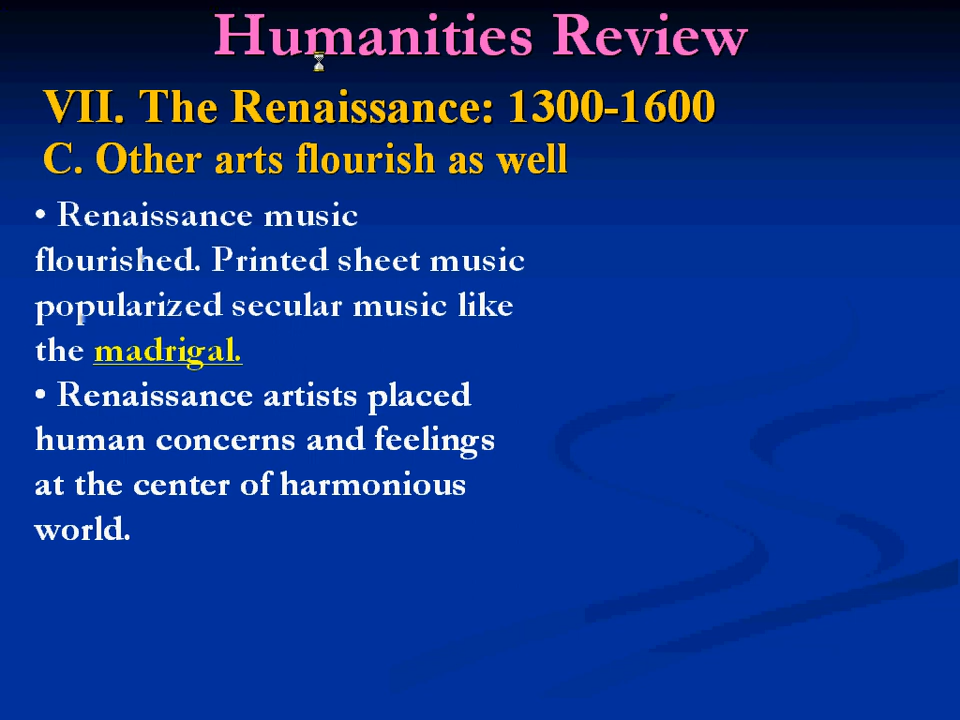 Humanities Review
VII. The Renaissance: 1300-1600
C. Other arts flourish as well
• Renaissance music
flourished. Printed sheet music
popularized secular music like
the madrigal.
• Renaissance artists placed
human concerns and feelings
at the center of harmonious
world.